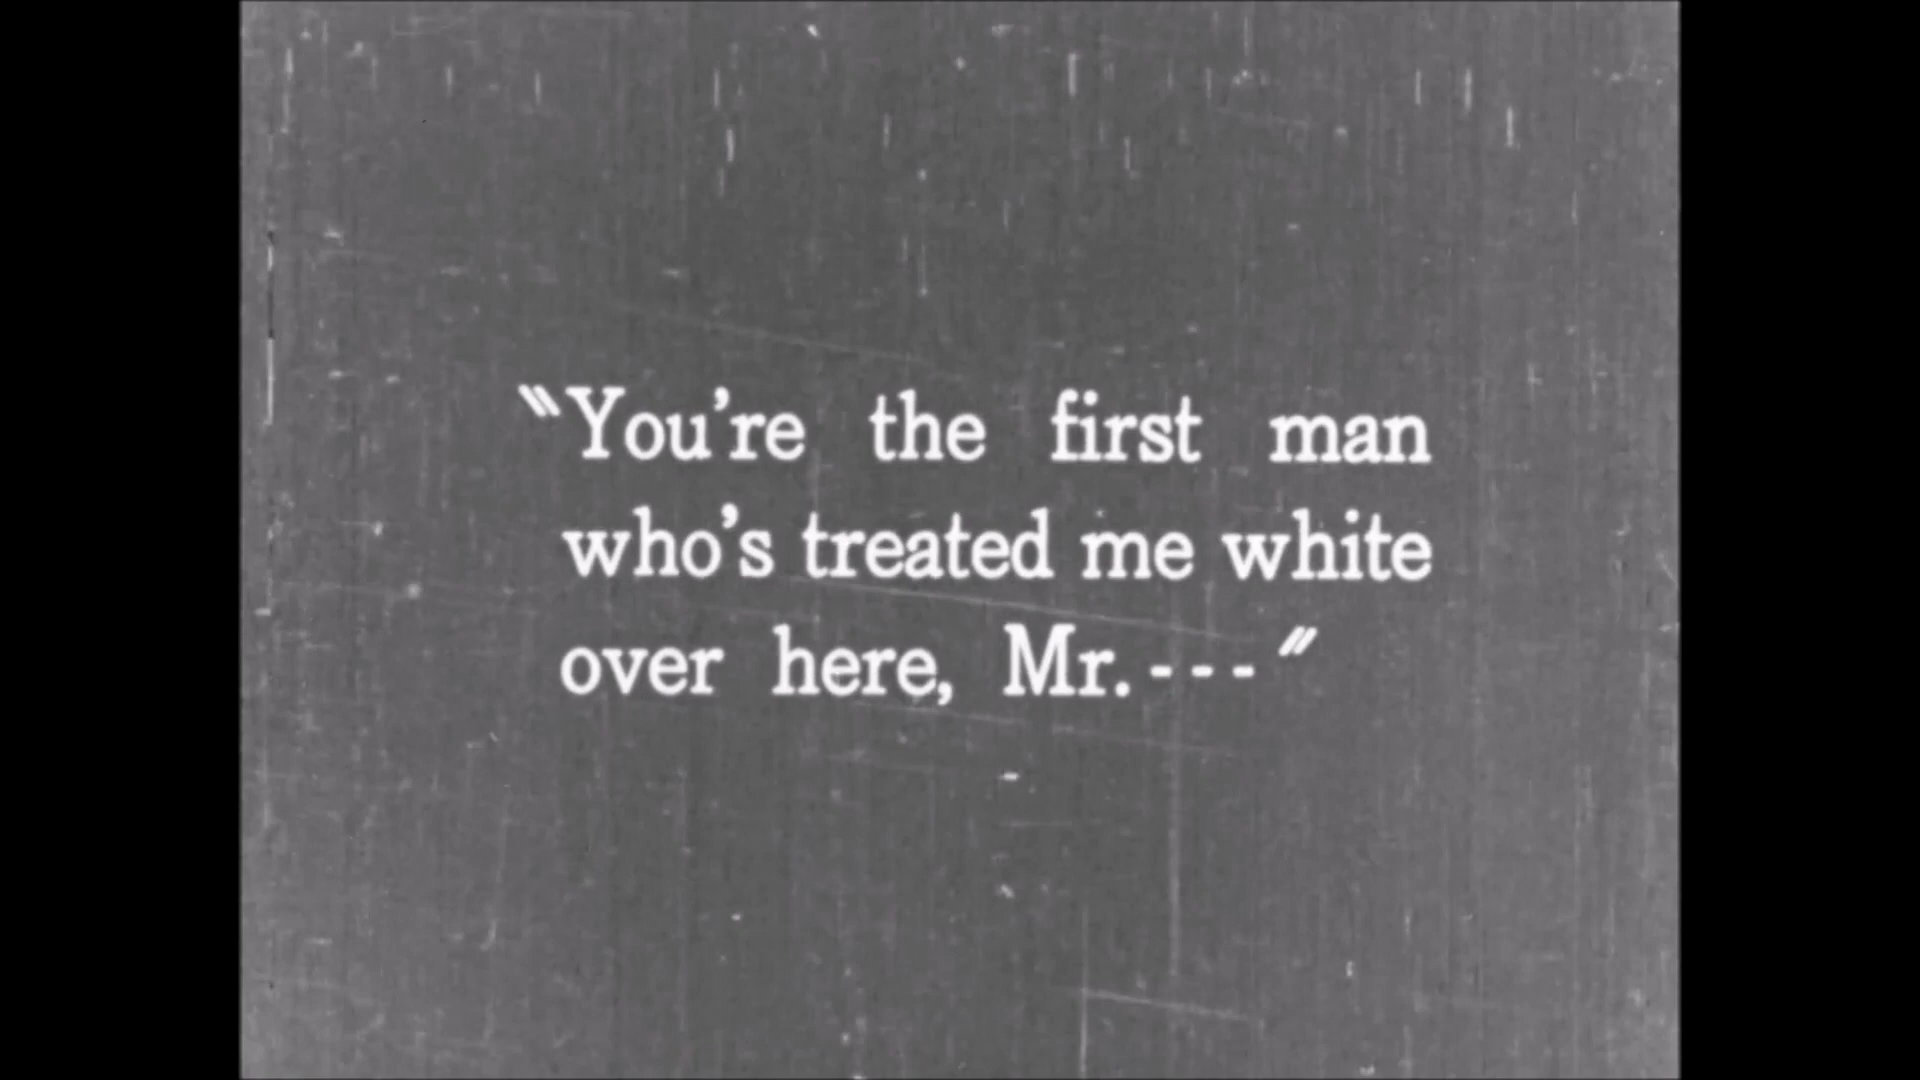 "You're the first man
who's treated me white
over here, Mr.---"